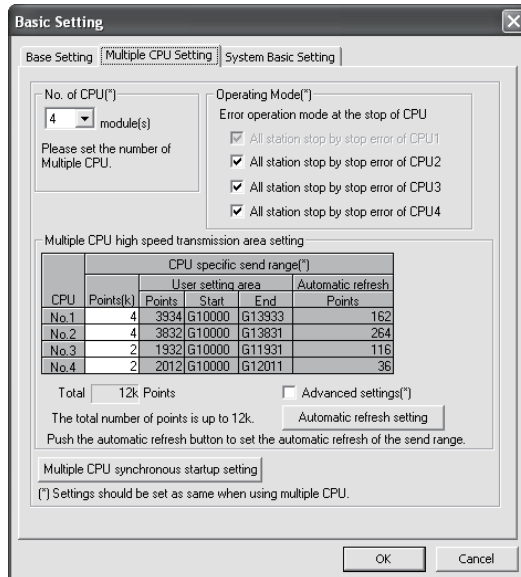 Basic Setting
Base Setting Multiple CPU Setting System Basic Setting
No. of CPU(*)
4 module(s)
Please set the number of
Multiple CPU.
Operating Mode(*)
Error operation mode at the stop of CPU
All station stop by stop error of CPU1
All station stop by stop error of CPU2
All station stop by stop error of CPU3
All station stop by stop error of CPU4
Multiple CPU high speed transmission area setting
CPU specific send range(*)
User setting area Automatic refresh
CPU Points(k) Points Start End Points
No.1 4 3934 G10000 G13933 162
No.2 4 3832 G10000 G13831 264
No.3 2 1932 G10000 G11931 116
No.4 2 2012 G10000 G12011 36
Total 12k Points Advanced settings(*)
The total number of points is up to 12k. Automatic refresh setting
Push the automatic refresh button to set the automatic refresh of the send range.
Multiple CPU synchronous startup setting
(*) Settings should be set as same when using multiple CPU.
OK Cancel